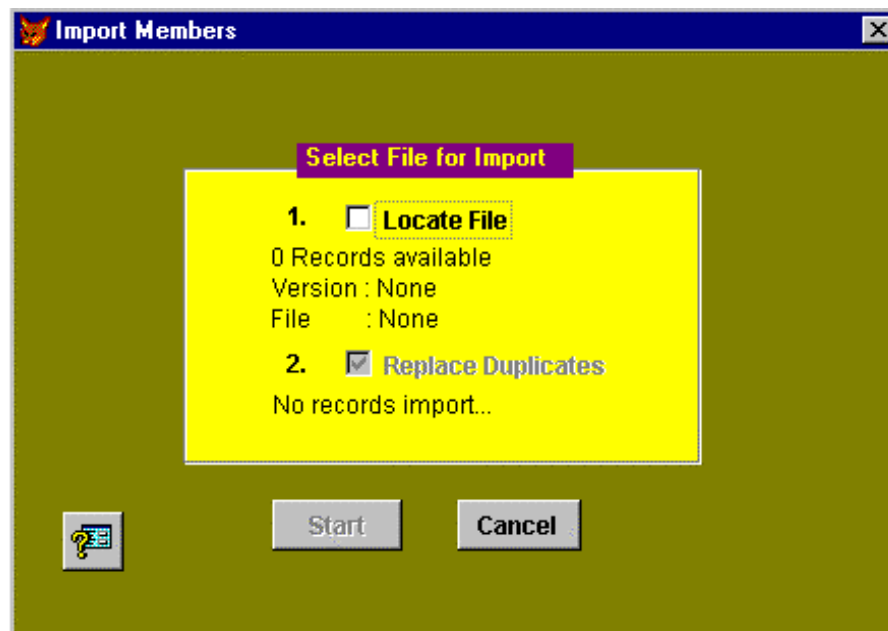 Import Members
Select File for Import
1. Locate File
0 Records available
Version : None
File : None
2. Replace Duplicates
No records import...
Start Cancel
?